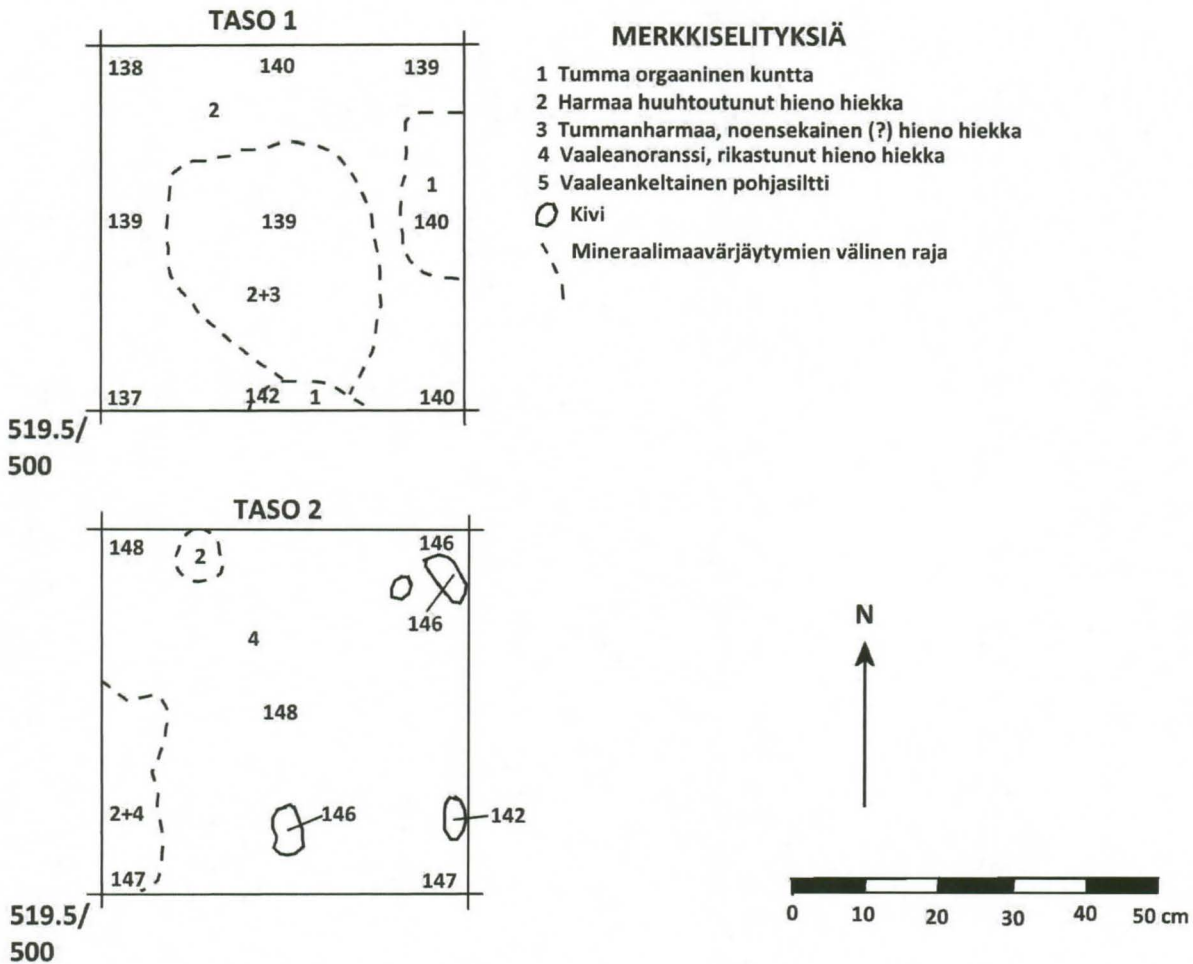 TASO 1
138 140 139
2
1
139 139 140
2+3
137 142 1 140
519.5/
500
MERKKISELITYKSIÄ
1 Tumma orgaaninen kuntta
2 Harmaa huuhtoutunut hieno hiekka
3 Tummanharmaa, noensekainen (?) hieno hiekka
4 Vaaleanoranssi, rikastunut hieno hiekka
5 Vaaleankeltainen pohjasiltti
Kivi
Mineraalimaavärjäytymien välinen raja
TASO 2
148 2 146
146
4
148
2+4 146 142
147 147
519.5/
500
N
0 10 20 30 40 50 cm